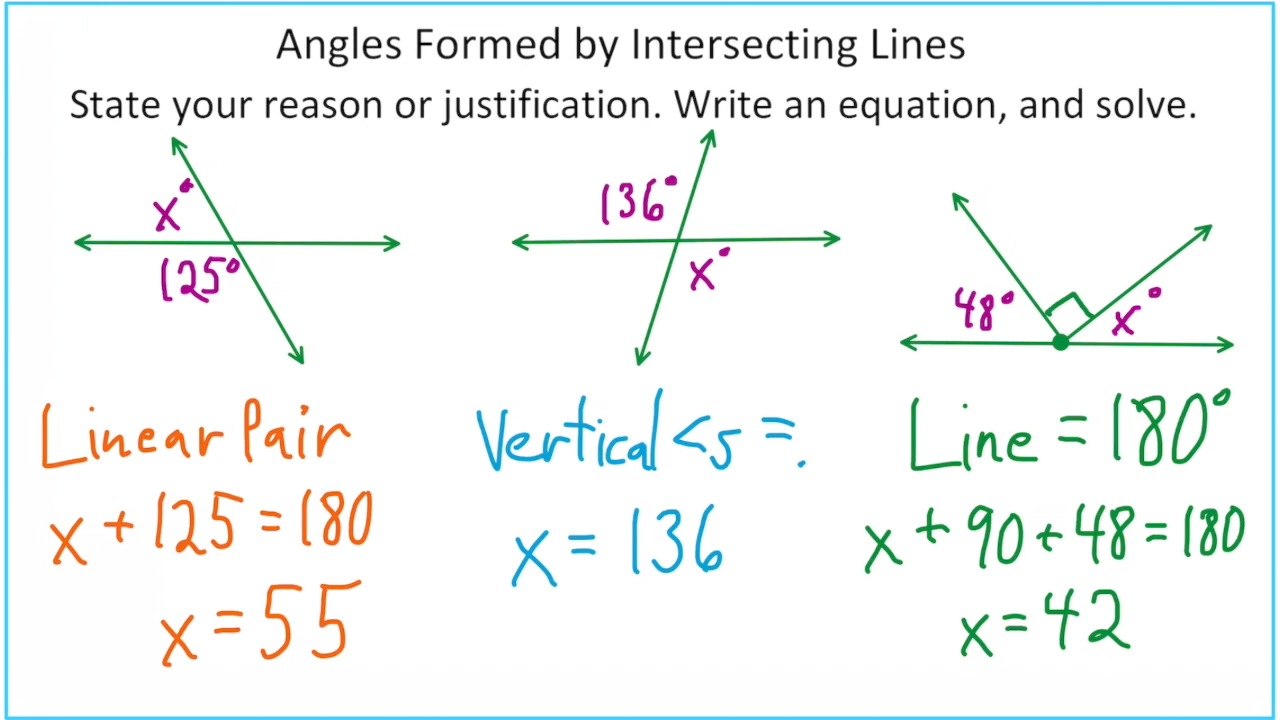 Angles Formed by Intersecting Lines
State your reason or justification. Write an equation, and solve.
x°
125°
136°
x°
48°
x°
Linear Pair
x + 125 = 180
x = 55
Vertical <s =.
x = 136
Line = 180°
x + 90 + 48 = 180
x = 42